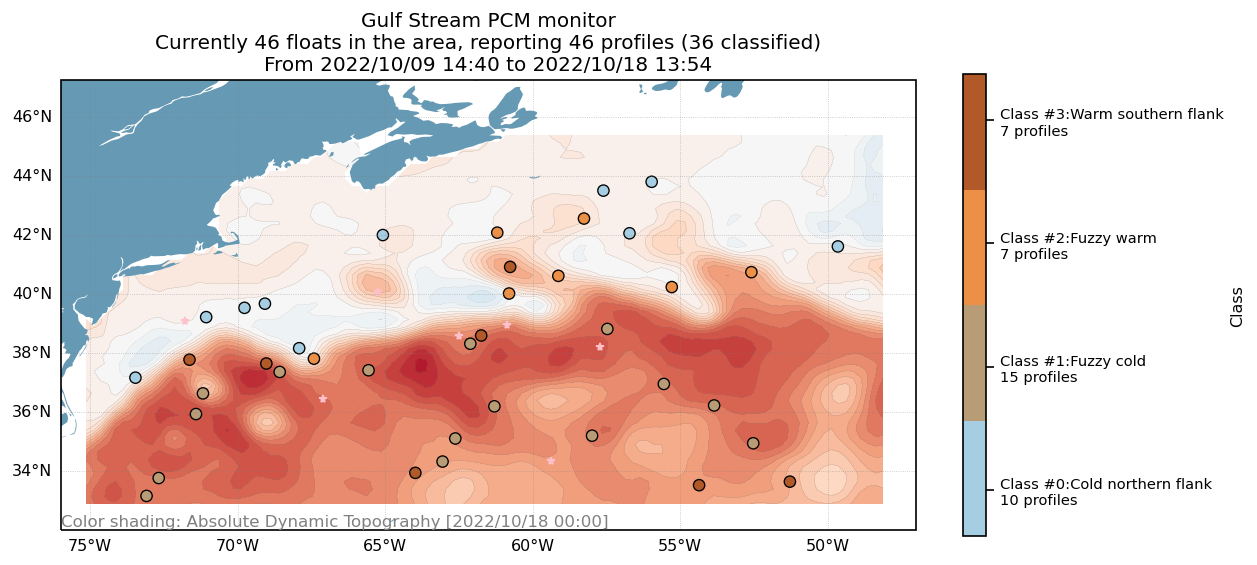 Gulf Stream PCM monitor
Currently 46 floats in the area, reporting 46 profiles (36 classified)
From 2022/10/09 14:40 to 2022/10/18 13:54
46°N
44°N
42°N
40°N
38°N
36°N
34°N
Color shading: Absolute Dynamic Topography [2022/10/18 00:00]
75°W
70°W
65°W
60°W
55°W
50°W
Class #3:Warm southern flank
7 profiles
Class #2:Fuzzy warm
7 profiles
Class #1:Fuzzy cold
15 profiles
Class #0:Cold northern flank
10 profiles
Class